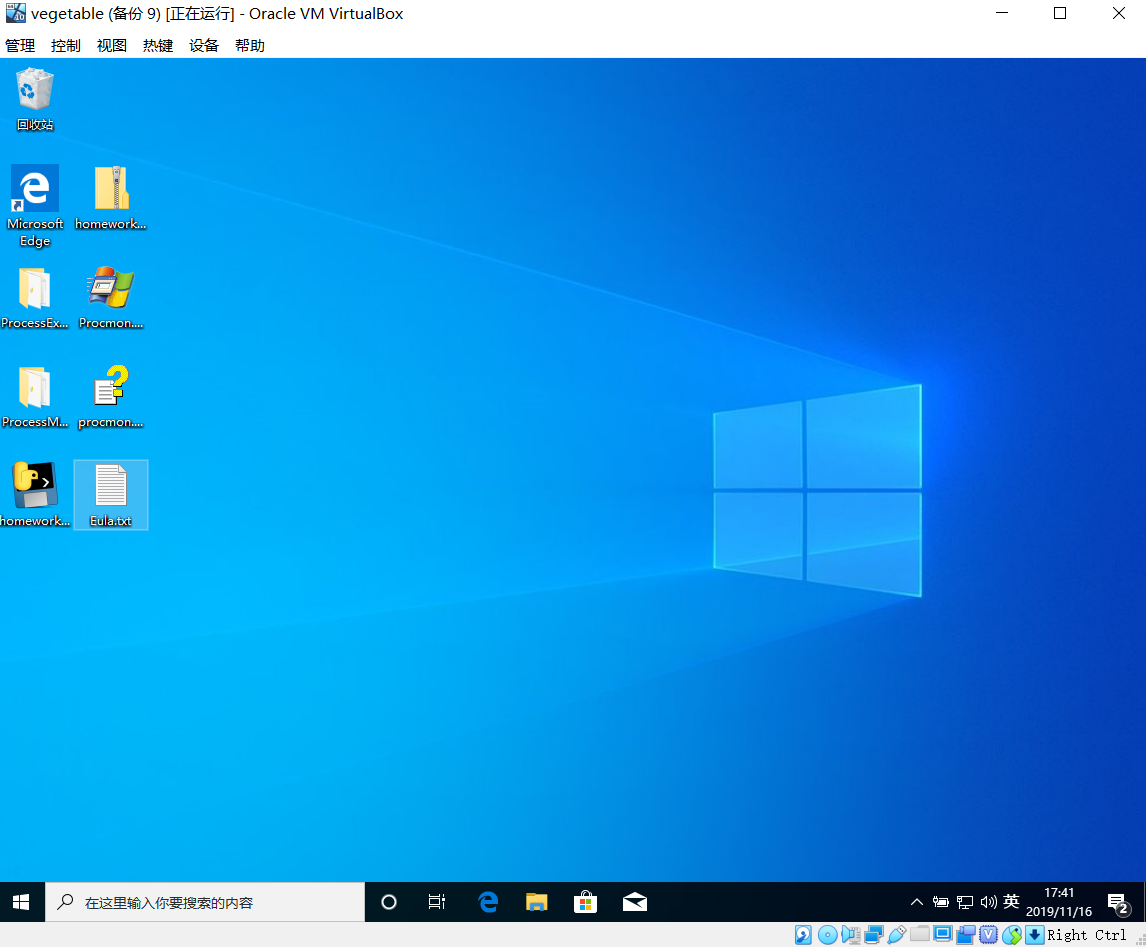 vegetable (备份 9) [正在运行] - Oracle VM VirtualBox
管理 控制 视图 热键 设备 帮助
回收站
Microsoft Edge
homework...
ProcessEx...
Procmon....
ProcessM...
procmon....
homework...
Eula.txt
在这里输入你要搜索的内容
英
17:41
2019/11/16
2
Right Ctrl